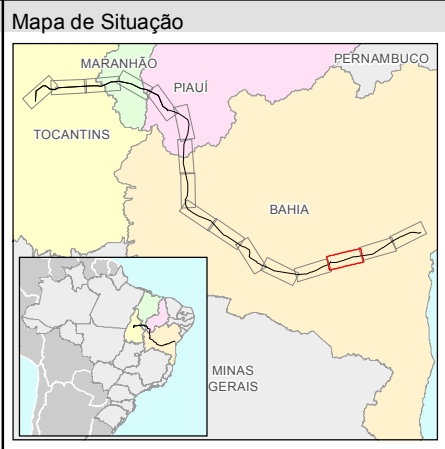 Mapa de Situação
PERNAMBUCO
MARANHÃO
PIAUÍ
TOCANTINS
BAHIA
MINAS
GERAIS